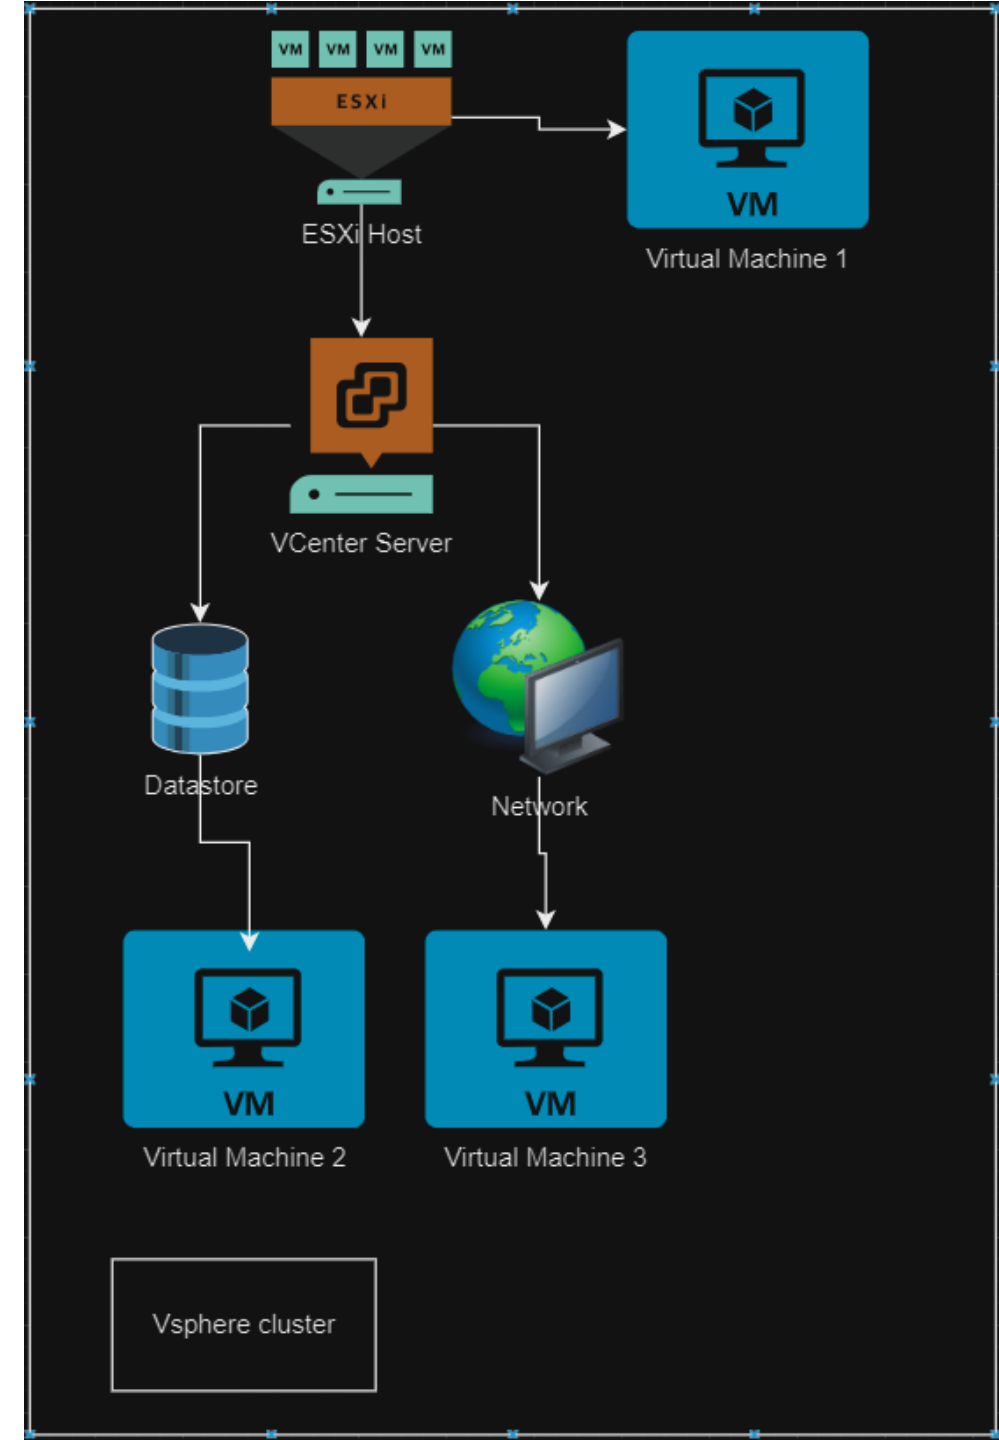 VM VM VM VM
ESXi
ESXi Host
VM
Virtual Machine 1
VCenter Server
Datastore
Network
VM
VM
Virtual Machine 2
Virtual Machine 3
Vsphere cluster